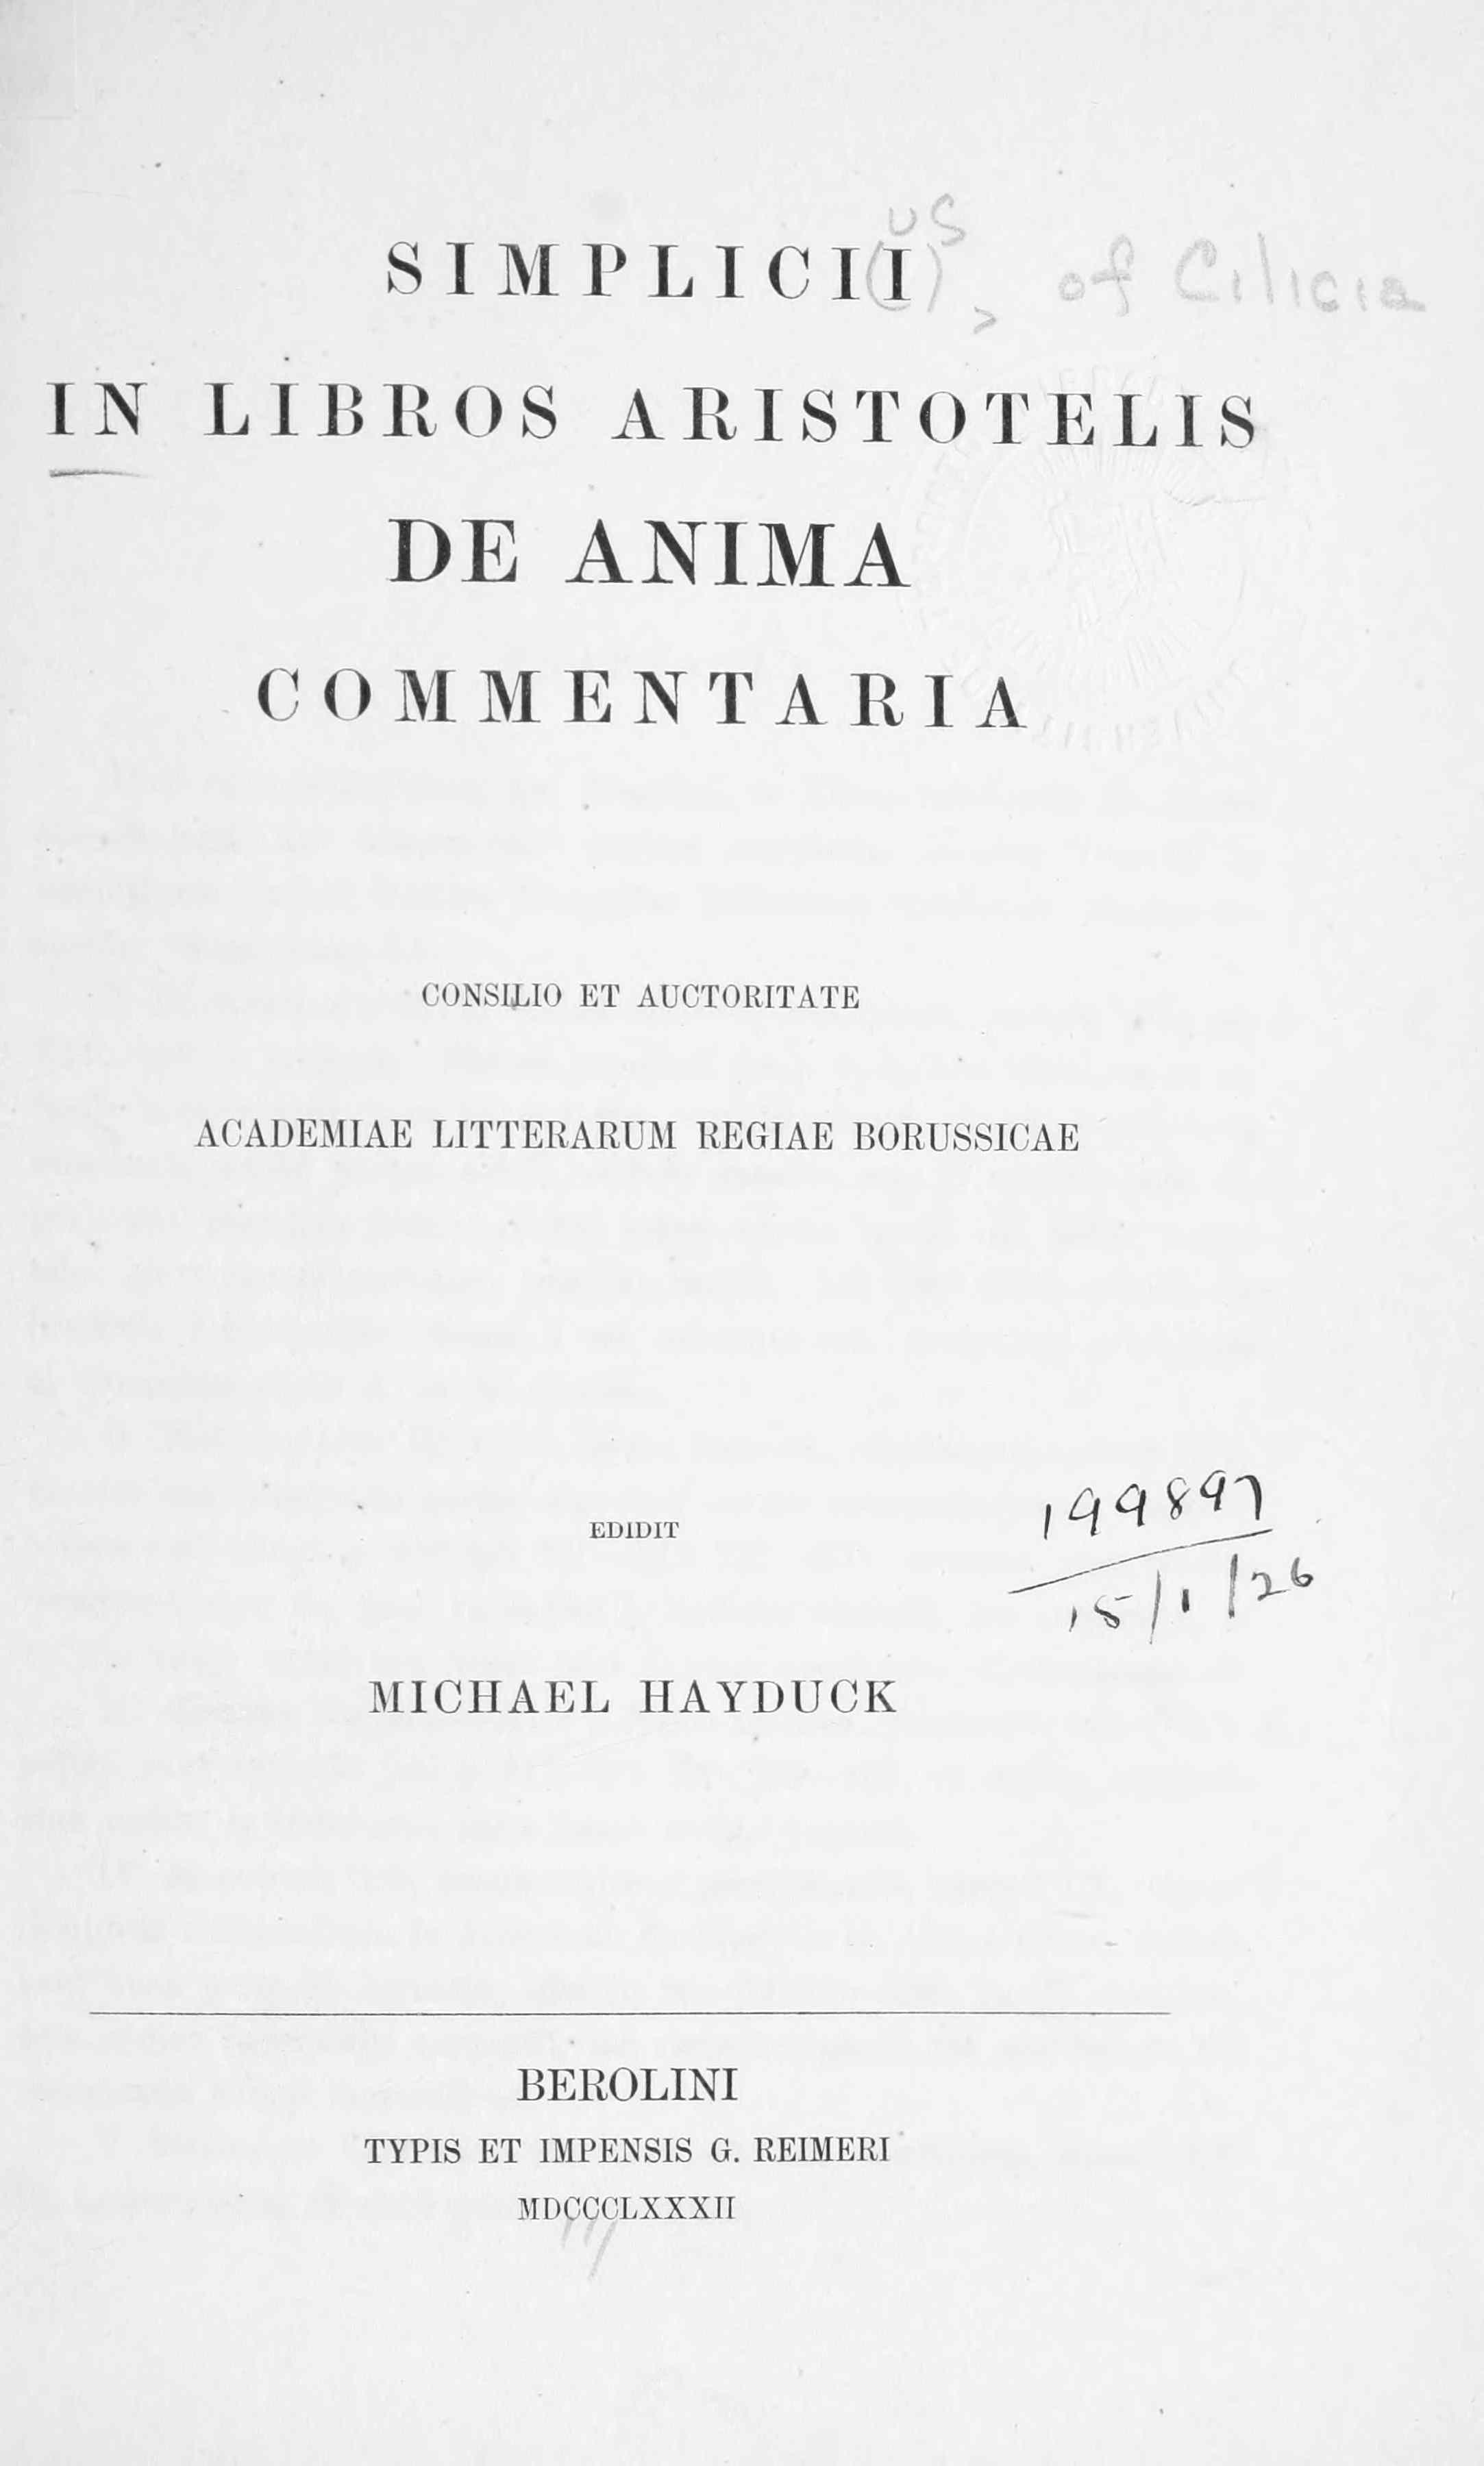 SIMPLICII
us
, of Cilicia
IN LIBROS ARISTOTELIS
DE ANIMA
COMMENTARIA
CONSILIO ET AUCTORITATE
ACADEMIAE LITTERARUM REGIAE BORUSSICAE
EDIDIT
199897
15/1/26
MICHAEL HAYDUCK
BEROLINI
TYPIS ET IMPENSIS G. REIMERI
MDCCCLXXXII